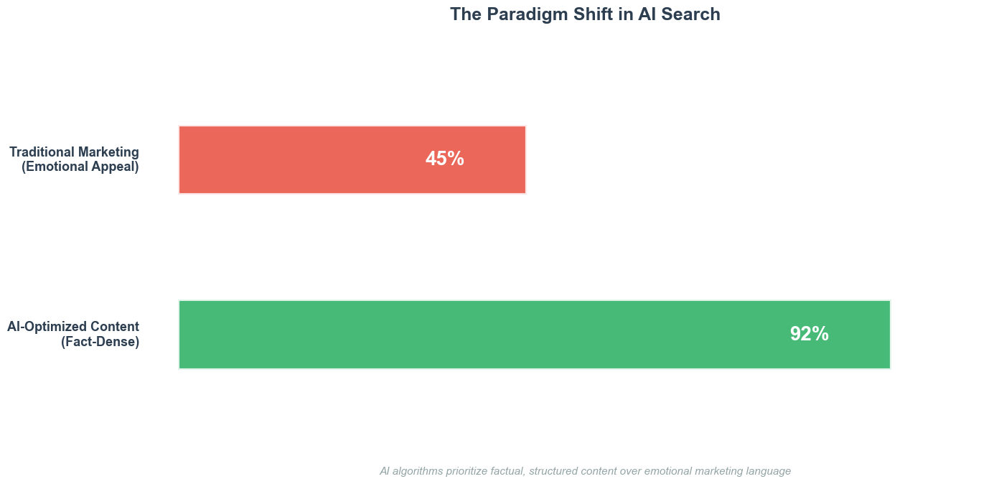 The Paradigm Shift in AI Search
Traditional Marketing
(Emotional Appeal)
45%
AI-Optimized Content
(Fact-Dense)
92%
AI algorithms prioritize factual, structured content over emotional marketing language